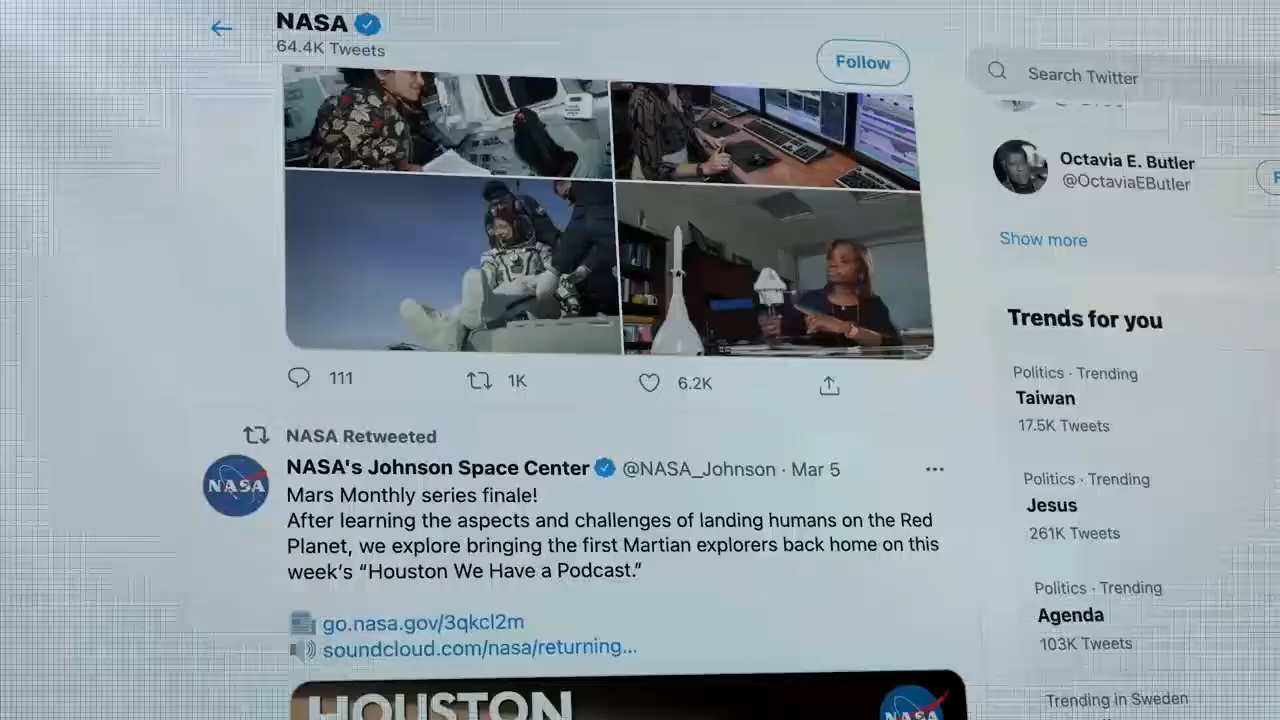 NASA
64.4K Tweets
Follow
Search Twitter
Octavia E. Butler
@OctaviaEButler
Show more
Trends for you
Politics · Trending
Taiwan
17.5K Tweets
Politics · Trending
Jesus
261K Tweets
Politics · Trending
Agenda
103K Tweets
Trending in Sweden
111
1K
6.2K
NASA Retweeted
NASA's Johnson Space Center @NASA_Johnson · Mar 5
NASA
Mars Monthly series finale!
After learning the aspects and challenges of landing humans on the Red
Planet, we explore bringing the first Martian explorers back home on this
week's “Houston We Have a Podcast.”
go.nasa.gov/3qkcl2m
soundcloud.com/nasa/returning...
HOUSTON
NASA